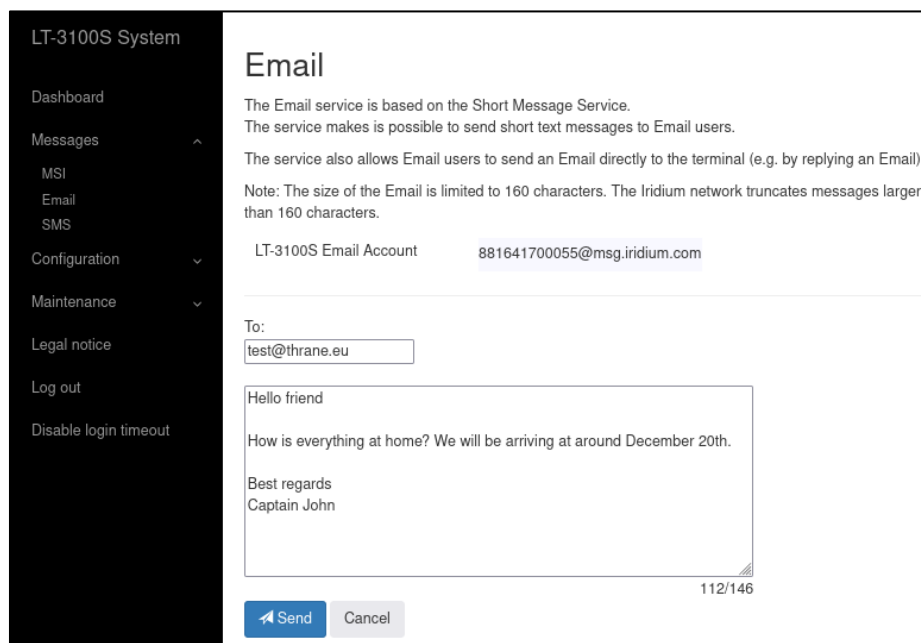 LT-3100S System
Dashboard
Messages
MSI
Email
SMS
Configuration
Maintenance
Legal notice
Log out
Disable login timeout
Email
The Email service is based on the Short Message Service.
The service makes is possible to send short text messages to Email users.
The service also allows Email users to send an Email directly to the terminal (e.g. by replying an Email)
Note: The size of the Email is limited to 160 characters. The Iridium network truncates messages larger
than 160 characters.
LT-3100S Email Account 881641700055@msg.iridium.com
To:
test@thrane.eu
Hello friend
How is everything at home? We will be arriving at around December 20th.
Best regards
Captain John
112/146
Send Cancel